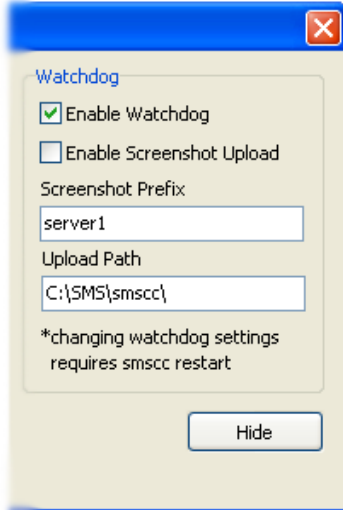 Watchdog
Enable Watchdog
Enable Screenshot Upload
Screenshot Prefix
server1
Upload Path
C:\SMS\smscc\
*changing watchdog settings
requires smscc restart
Hide